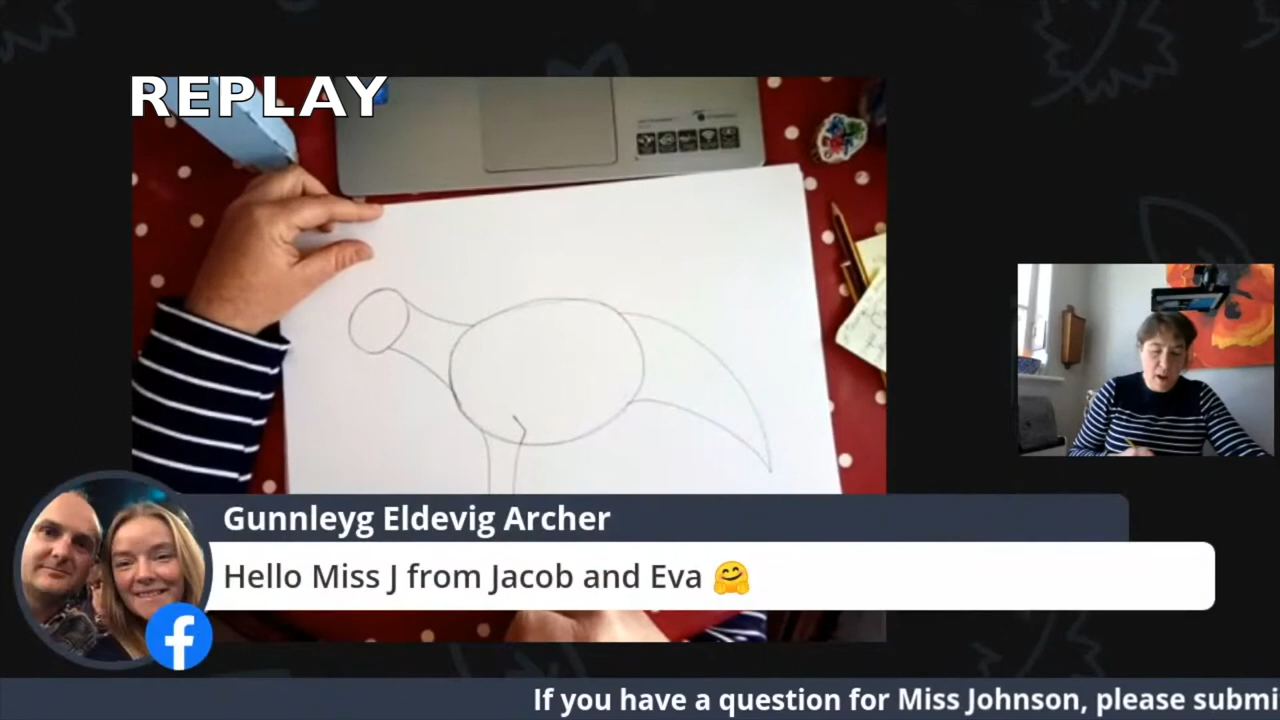 REPLAY
Gunnleyg Eldevig Archer
Hello Miss J from Jacob and Eva 🤗
If you have a question for Miss Johnson, please submi